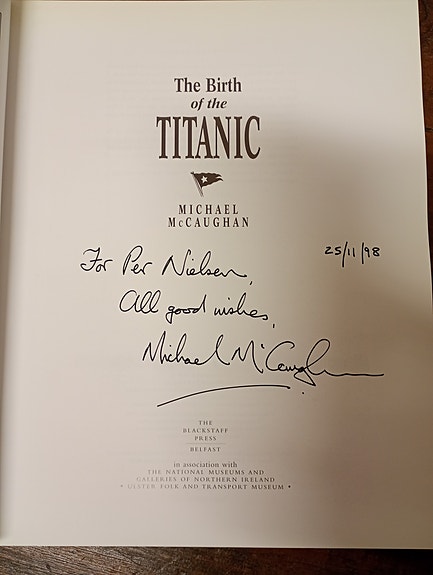 The Birth
of the
TITANIC
MICHAEL
McCAUGHAN
25/11/98
For Per Nielsen,
All good wishes,
Michael McCaughan
THE
BLACKSTAFF
PRESS
BELFAST
in association with
THE NATIONAL MUSEUMS AND
GALLERIES OF NORTHERN IRELAND
• ULSTER FOLK AND TRANSPORT MUSEUM •